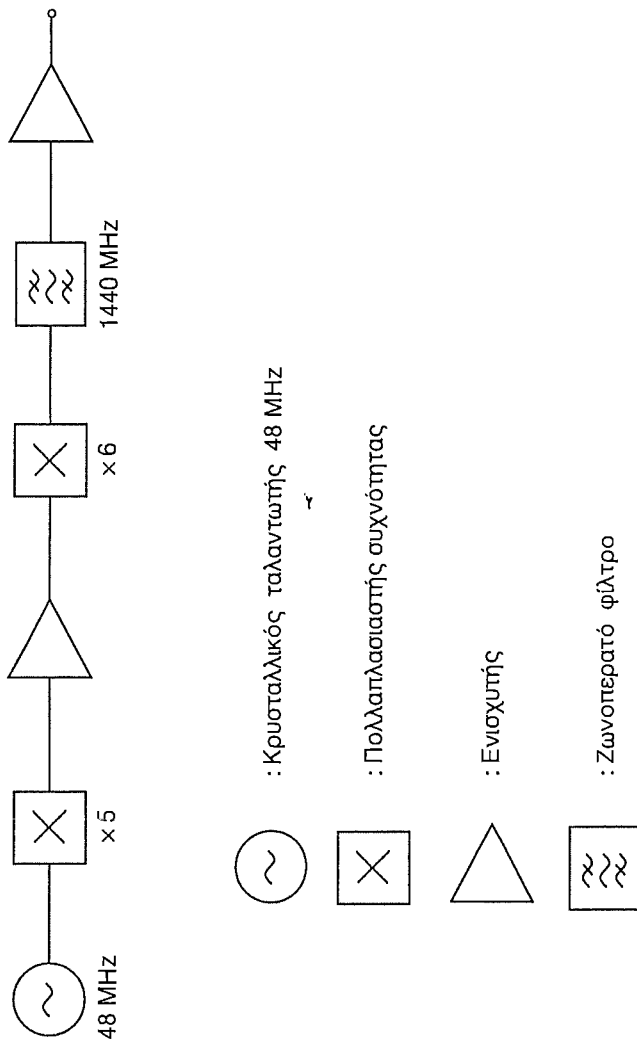 48 MHz
×5
×6
1440 MHz
: Κρυσταλλικός ταλαντωτής 48 MHz
: Πολλαπλασιαστής συχνότητας
: Ενισχυτής
: Ζωνοπερατό φίλτρο